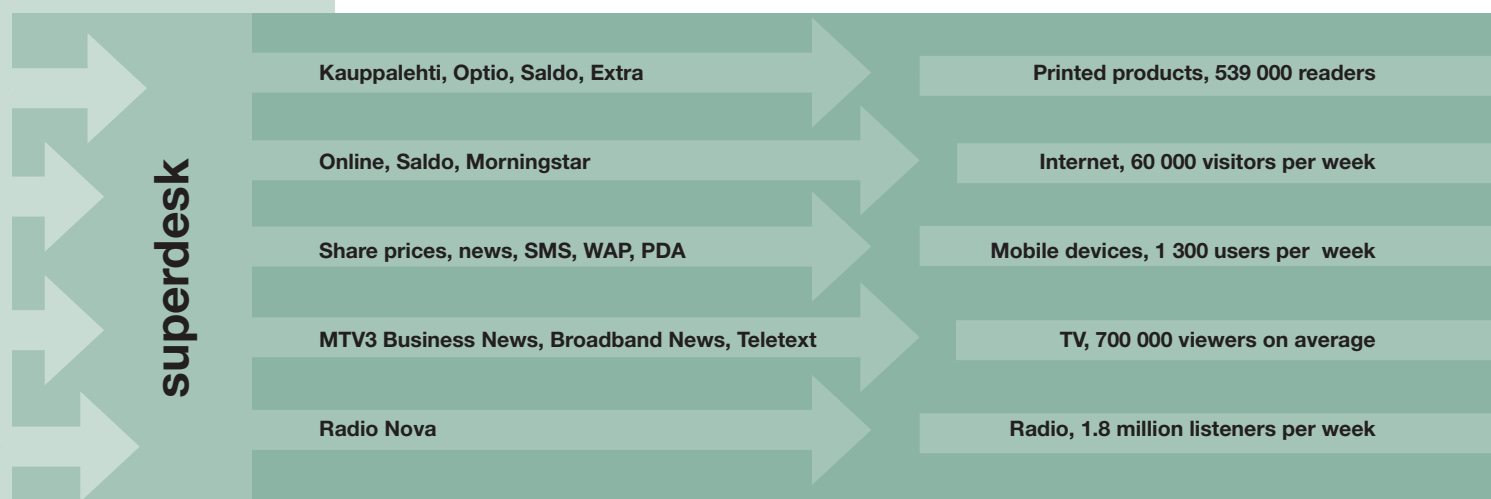 superdesk
Kauppalehti, Optio, Saldo, Extra
Printed products, 539 000 readers
Online, Saldo, Morningstar
Internet, 60 000 visitors per week
Share prices, news, SMS, WAP, PDA
Mobile devices, 1 300 users per  week
MTV3 Business News, Broadband News, Teletext
TV, 700 000 viewers on average
Radio Nova
Radio, 1.8 million listeners per week